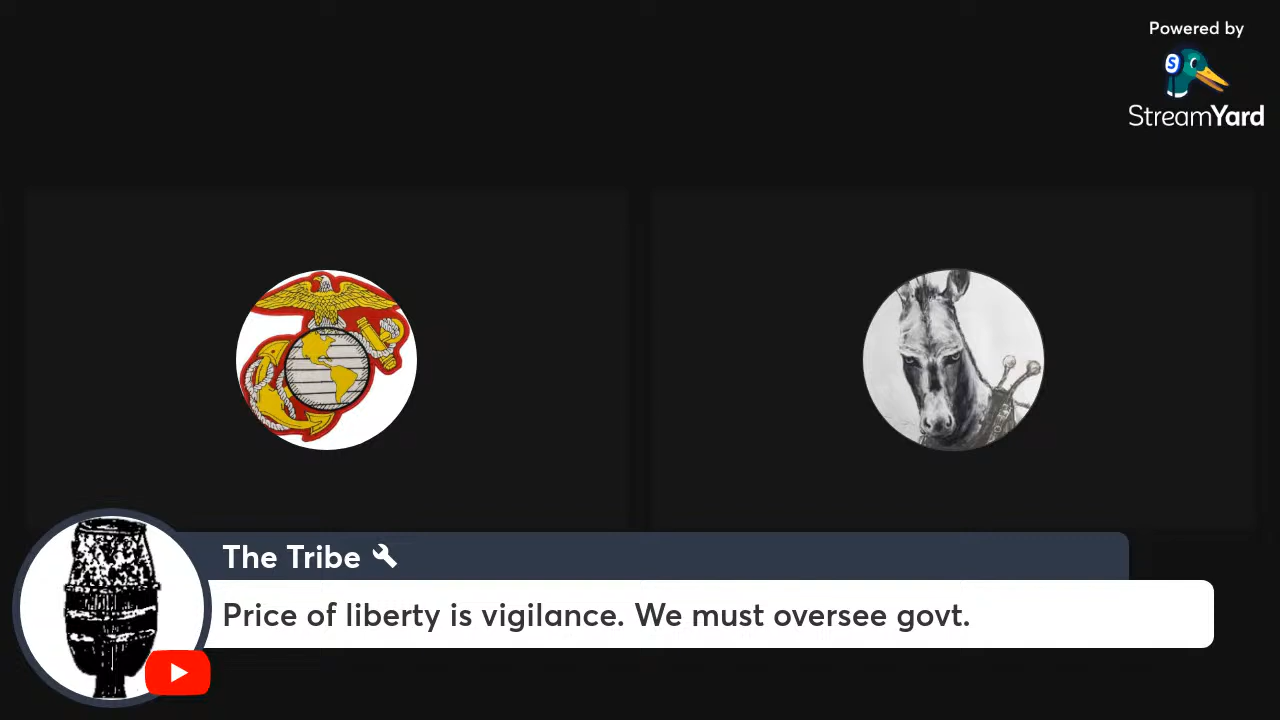 Powered by
S
StreamYard
The Tribe
Price of liberty is vigilance. We must oversee govt.